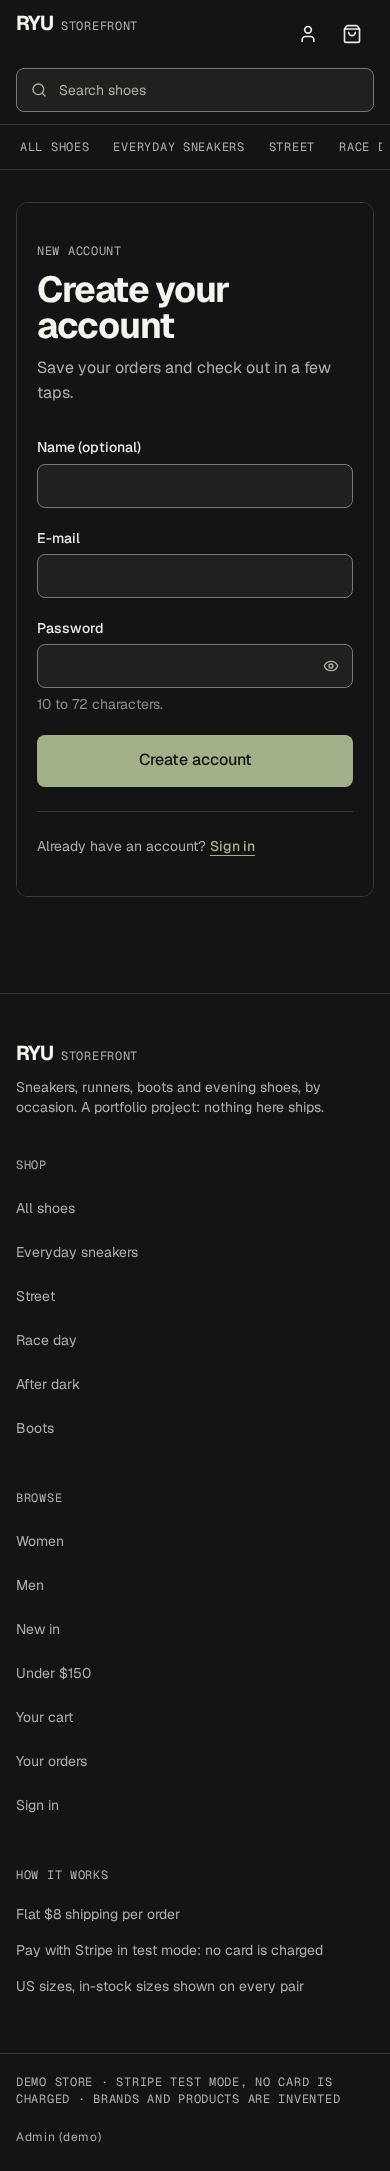 RYU STOREFRONT
Search shoes
ALL SHOES EVERYDAY SNEAKERS STREET RACE D
NEW ACCOUNT
Create your
account
Save your orders and check out in a few
taps.
Name (optional)
E-mail
Password
10 to 72 characters.
Create account
Already have an account? Sign in
RYU STOREFRONT
Sneakers, runners, boots and evening shoes, by
occasion. A portfolio project: nothing here ships.
SHOP
All shoes
Everyday sneakers
Street
Race day
After dark
Boots
BROWSE
Women
Men
New in
Under $150
Your cart
Your orders
Sign in
HOW IT WORKS
Flat $8 shipping per order
Pay with Stripe in test mode: no card is charged
US sizes, in-stock sizes shown on every pair
DEMO STORE · STRIPE TEST MODE, NO CARD IS
CHARGED · BRANDS AND PRODUCTS ARE INVENTED
Admin (demo)